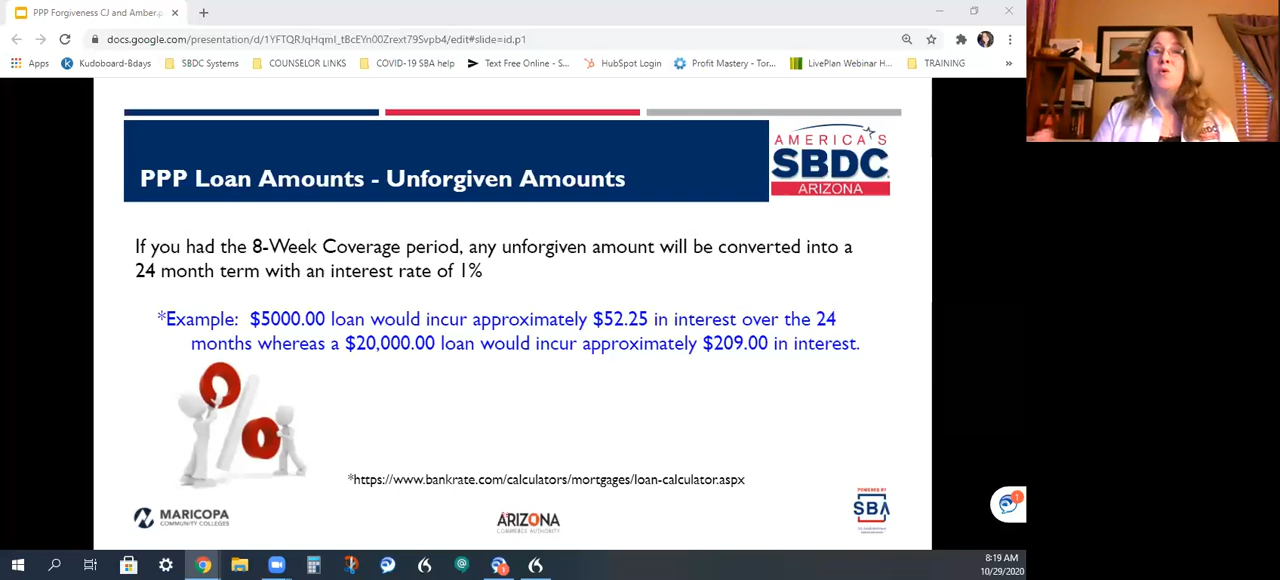 PPP Forgiveness CJ and Amber.p
docs.google.com/presentation/d/1YFTQRJqHqmI_tBcEYn00Zrext79Svpb4/edit#slide=id.p1
Apps Kudoboard-Bdays SBDC Systems COUNSELOR LINKS COVID-19 SBA help Text Free Online - S... HubSpot Login Profit Mastery - Tor... LivePlan Webinar H... TRAINING »
PPP Loan Amounts - Unforgiven Amounts
AMERICA'S
SBDC
ARIZONA
If you had the 8-Week Coverage period, any unforgiven amount will be converted into a
24 month term with an interest rate of 1%
*Example: $5000.00 loan would incur approximately $52.25 in interest over the 24
months whereas a $20,000.00 loan would incur approximately $209.00 in interest.
%
*https://www.bankrate.com/calculators/mortgages/loan-calculator.aspx
MARICOPA
COMMUNITY COLLEGES
ARIZONA
COMMERCE AUTHORITY
POWERED BY
SBA
1
SBDC
8:19 AM
10/29/2020